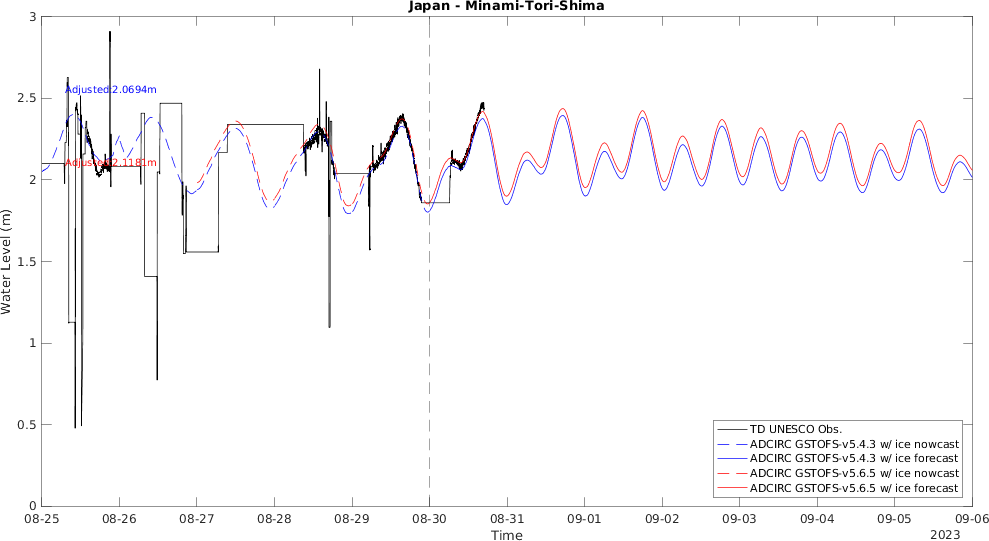 Japan - Minami-Tori-Shima
3
2.5
2
1.5
1
0.5
0
Water Level (m)
Adjusted:2.0694m
Adjusted:2.1181m
TD UNESCO Obs.
ADCIRC GSTOFS-v5.4.3 w/ ice nowcast
ADCIRC GSTOFS-v5.4.3 w/ ice forecast
ADCIRC GSTOFS-v5.6.5 w/ ice nowcast
ADCIRC GSTOFS-v5.6.5 w/ ice forecast
08-25 08-26 08-27 08-28 08-29 08-30 08-31 09-01 09-02 09-03 09-04 09-05 09-06
Time
2023